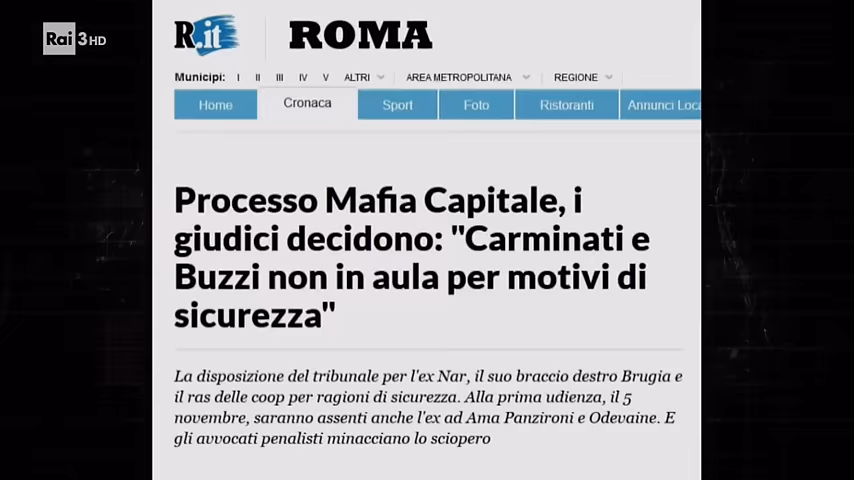 Rai 3 HD
R.it ROMA
Municipi: I II III IV V ALTRI AREA METROPOLITANA REGIONE
Home Cronaca Sport Foto Ristoranti Annunci Loca
Processo Mafia Capitale, i
giudici decidono: "Carminati e
Buzzi non in aula per motivi di
sicurezza"
La disposizione del tribunale per l'ex Nar, il suo braccio destro Brugia e
il ras delle coop per ragioni di sicurezza. Alla prima udienza, il 5
novembre, saranno assenti anche l'ex ad Ama Panzironi e Odevaine. E
gli avvocati penalisti minacciano lo sciopero